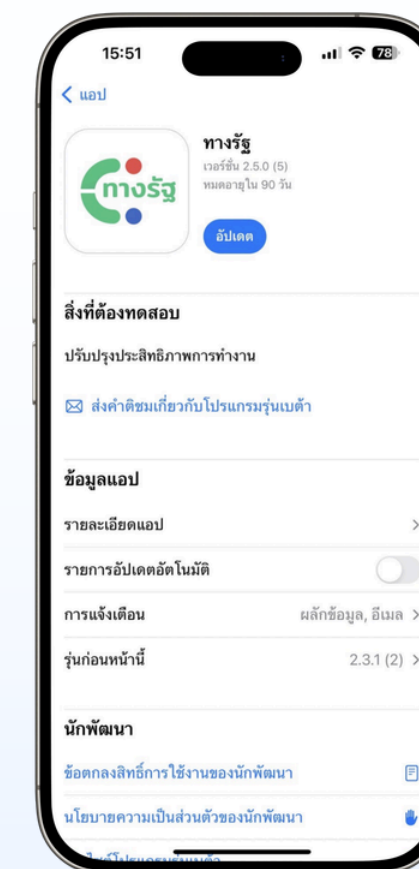 15:51
78
แอป
ทางรัฐ
ทางรัฐ
เวอร์ชั่น 2.5.0 (5)
หมดอายุใน 90 วัน
อัปเดต
สิ่งที่ต้องทดสอบ
ปรับปรุงประสิทธิภาพการทำงาน
ส่งคำติชมเกี่ยวกับโปรแกรมรุ่นเบต้า
ข้อมูลแอป
รายละเอียดแอป
รายการอัปเดตอัตโนมัติ
การแจ้งเตือน ผลักข้อมูล, อีเมล
รุ่นก่อนหน้านี้ 2.3.1 (2)
นักพัฒนา
ข้อตกลงสิทธิ์การใช้งานของนักพัฒนา
นโยบายความเป็นส่วนตัวของนักพัฒนา